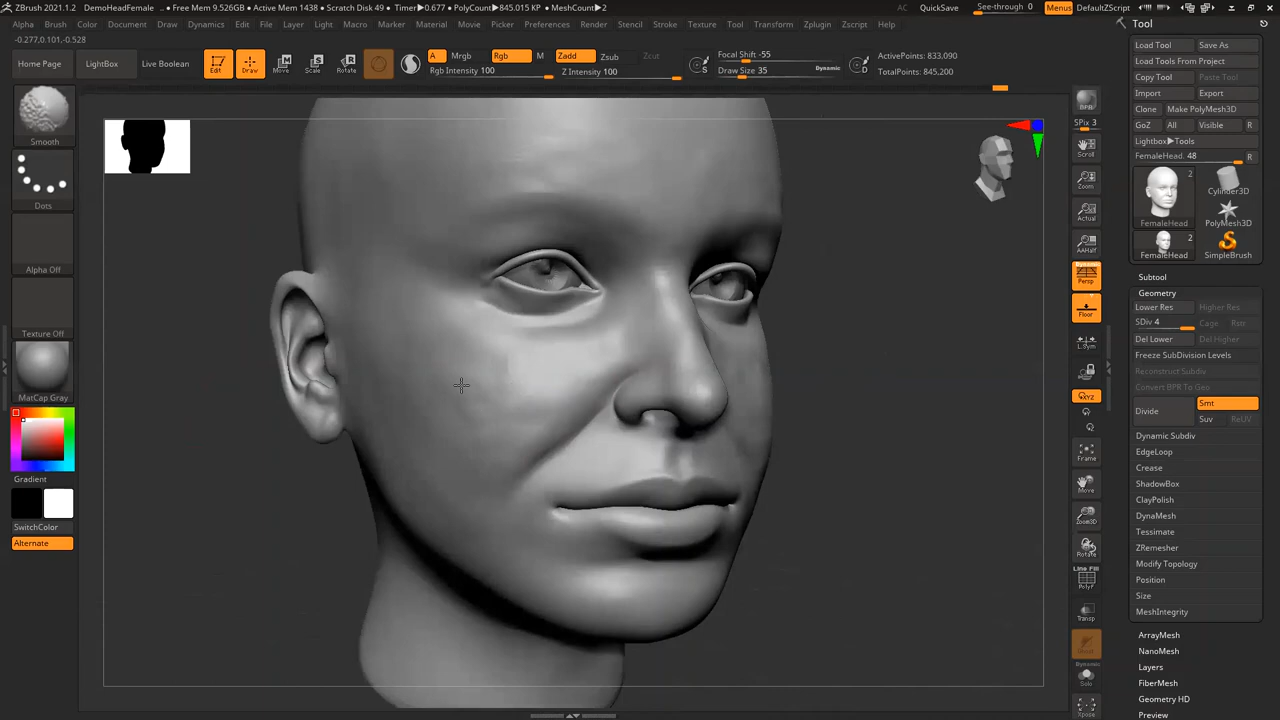 ZBrush 2021.1.2 DemoHeadFemale .. • Free Mem 9.526GB • Active Mem 1438 • Scratch Disk 49 • Timer▶0.677 • PolyCount▶845.015 KP • MeshCount▶2 AC QuickSave See-through 0 Menus DefaultZScript
Alpha Brush Color Document Draw Dynamics Edit File Layer Light Macro Marker Material Movie Picker Preferences Render Stencil Stroke Texture Tool Transform Zplugin Zscript Help
-0.277,0.101,-0.528
Home Page LightBox Live Boolean Edit Draw Move Scale Rotate
A Mrgb Rgb M Zadd Zsub Zcut
Rgb Intensity 100 Z Intensity 100
Focal Shift -55
Draw Size 35 Dynamic
S
D
ActivePoints: 833,090
TotalPoints: 845,200
Smooth
Dots
Alpha Off
Texture Off
MatCap Gray
Gradient
SwitchColor
Alternate
BPR
SPix 3
Scroll
Zoom
Actual
AAHalf
Dynamic
Persp
Floor
L.Sym
XYZ
Frame
Move
Zoom3D
Rotate
Line Fill
PolyF
Transp
Dynamic
Solo
Xpose
Tool
Load Tool Save As
Load Tools From Project
Copy Tool Paste Tool
Import Export
Clone Make PolyMesh3D
GoZ All Visible R
Lightbox▶Tools
FemaleHead. 48 R
2
FemaleHead Cylinder3D
PolyMesh3D
2
FemaleHead SimpleBrush
Subtool
Geometry
Lower Res Higher Res
SDiv 4 Cage Rstr
Del Lower Del Higher
Freeze SubDivision Levels
Reconstruct Subdiv
Convert BPR To Geo
Divide Smt
Suv ReUV
Dynamic Subdiv
EdgeLoop
Crease
ShadowBox
ClayPolish
DynaMesh
Tessimate
ZRemesher
Modify Topology
Position
Size
MeshIntegrity
ArrayMesh
NanoMesh
Layers
FiberMesh
Geometry HD
Preview